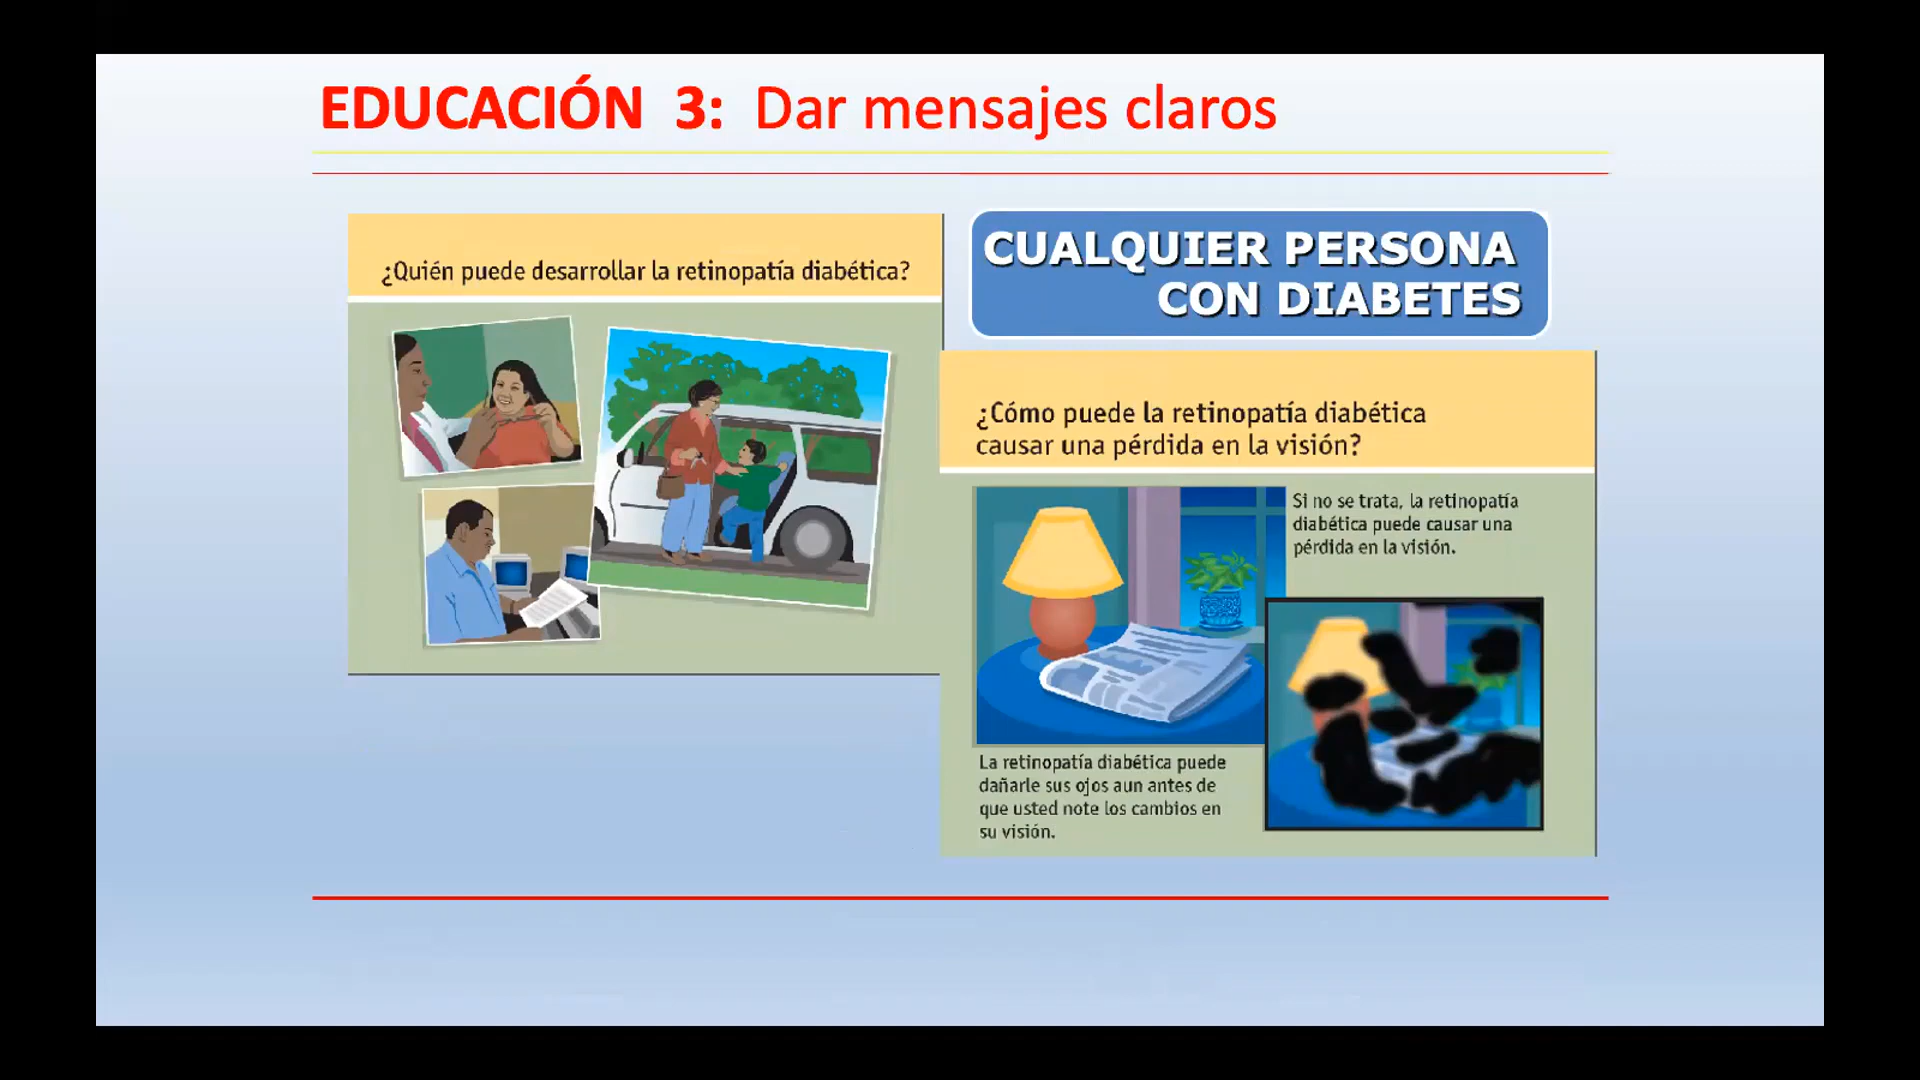 EDUCACIÓN 3: Dar mensajes claros
¿Quién puede desarrollar la retinopatía diabética?
CUALQUIER PERSONA
CON DIABETES
¿Cómo puede la retinopatía diabética
causar una pérdida en la visión?
Si no se trata, la retinopatía
diabética puede causar una
pérdida en la visión.
La retinopatía diabética puede
dañarle sus ojos aun antes de
que usted note los cambios en
su visión.